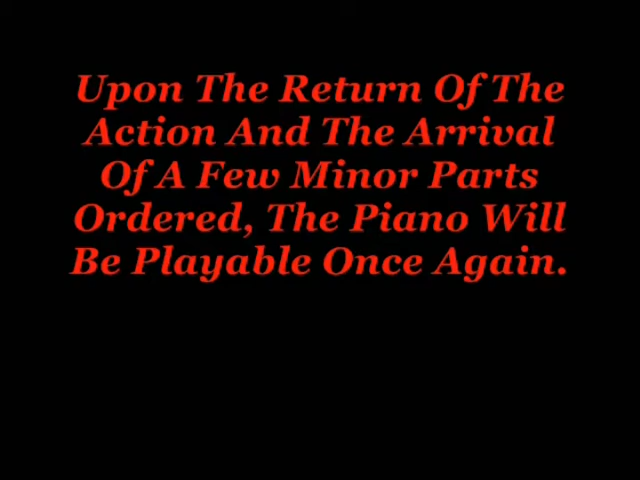 Upon The Return Of The
Action And The Arrival
Of A Few Minor Parts
Ordered, The Piano Will
Be Playable Once Again.